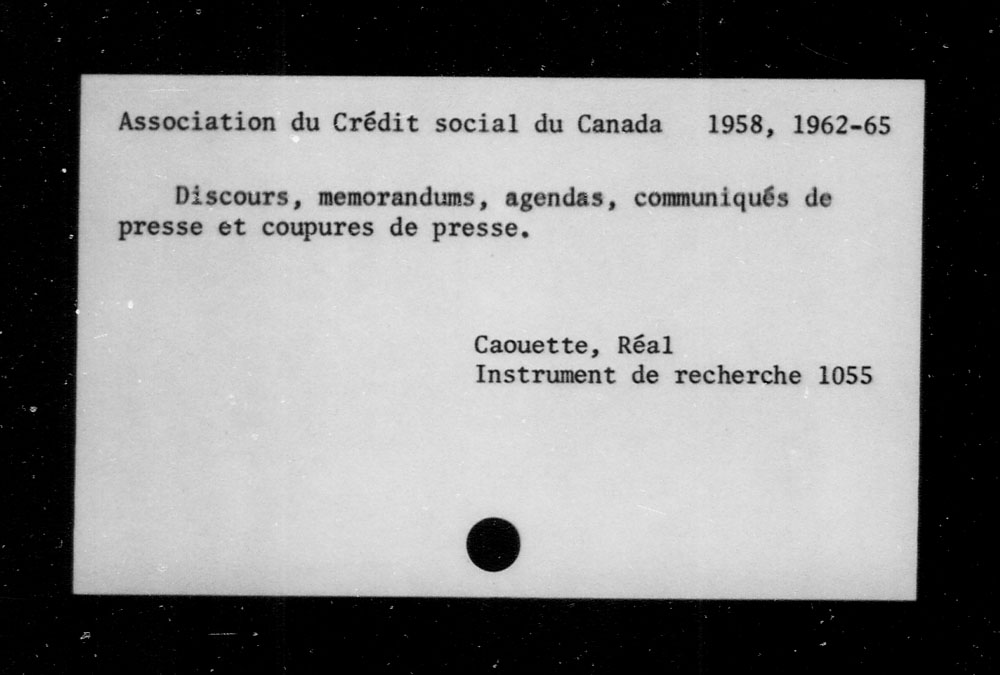 Association du Crédit social du Canada 1958, 1962-65
Discours, memorandums, agendas, communiqués de
presse et coupures de presse.
Caouette, Réal
Instrument de recherche 1055